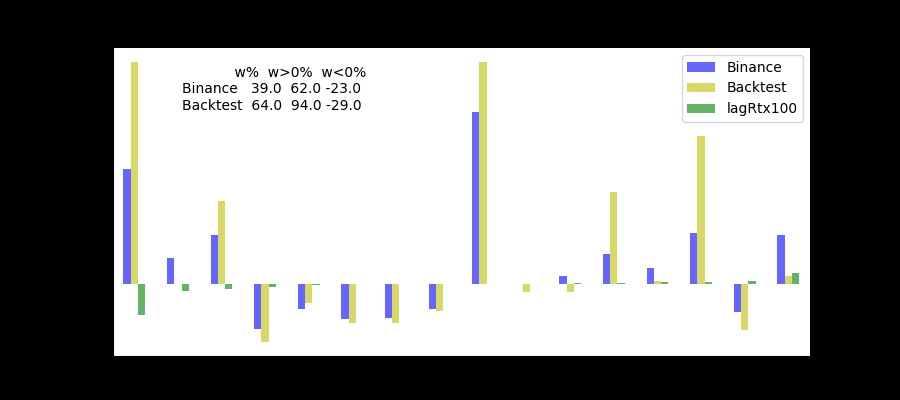 w% w>0% w<0%
Binance 39.0 62.0 -23.0
Backtest 64.0 94.0 -29.0
Binance
Backtest
lagRtx100